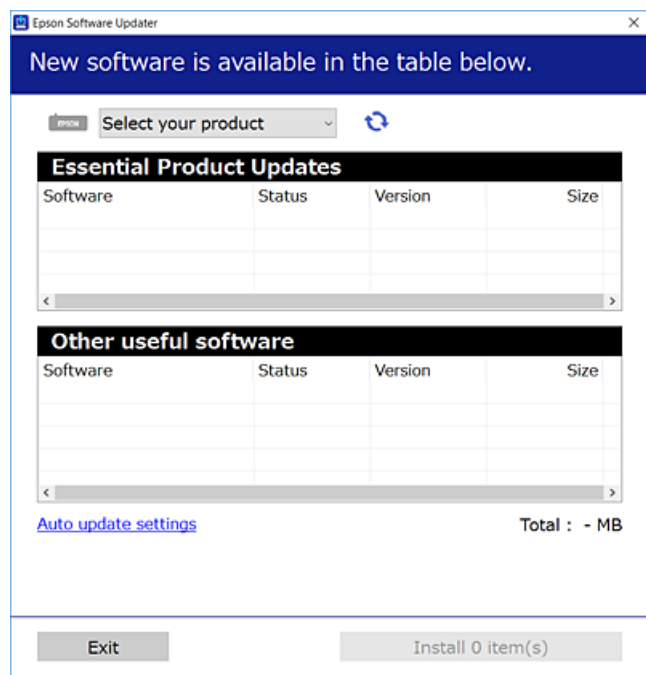 Epson Software Updater
New software is available in the table below.
EPSON Select your product
Essential Product Updates
Software Status Version Size
Other useful software
Software Status Version Size
Auto update settings Total : - MB
Exit Install 0 item(s)